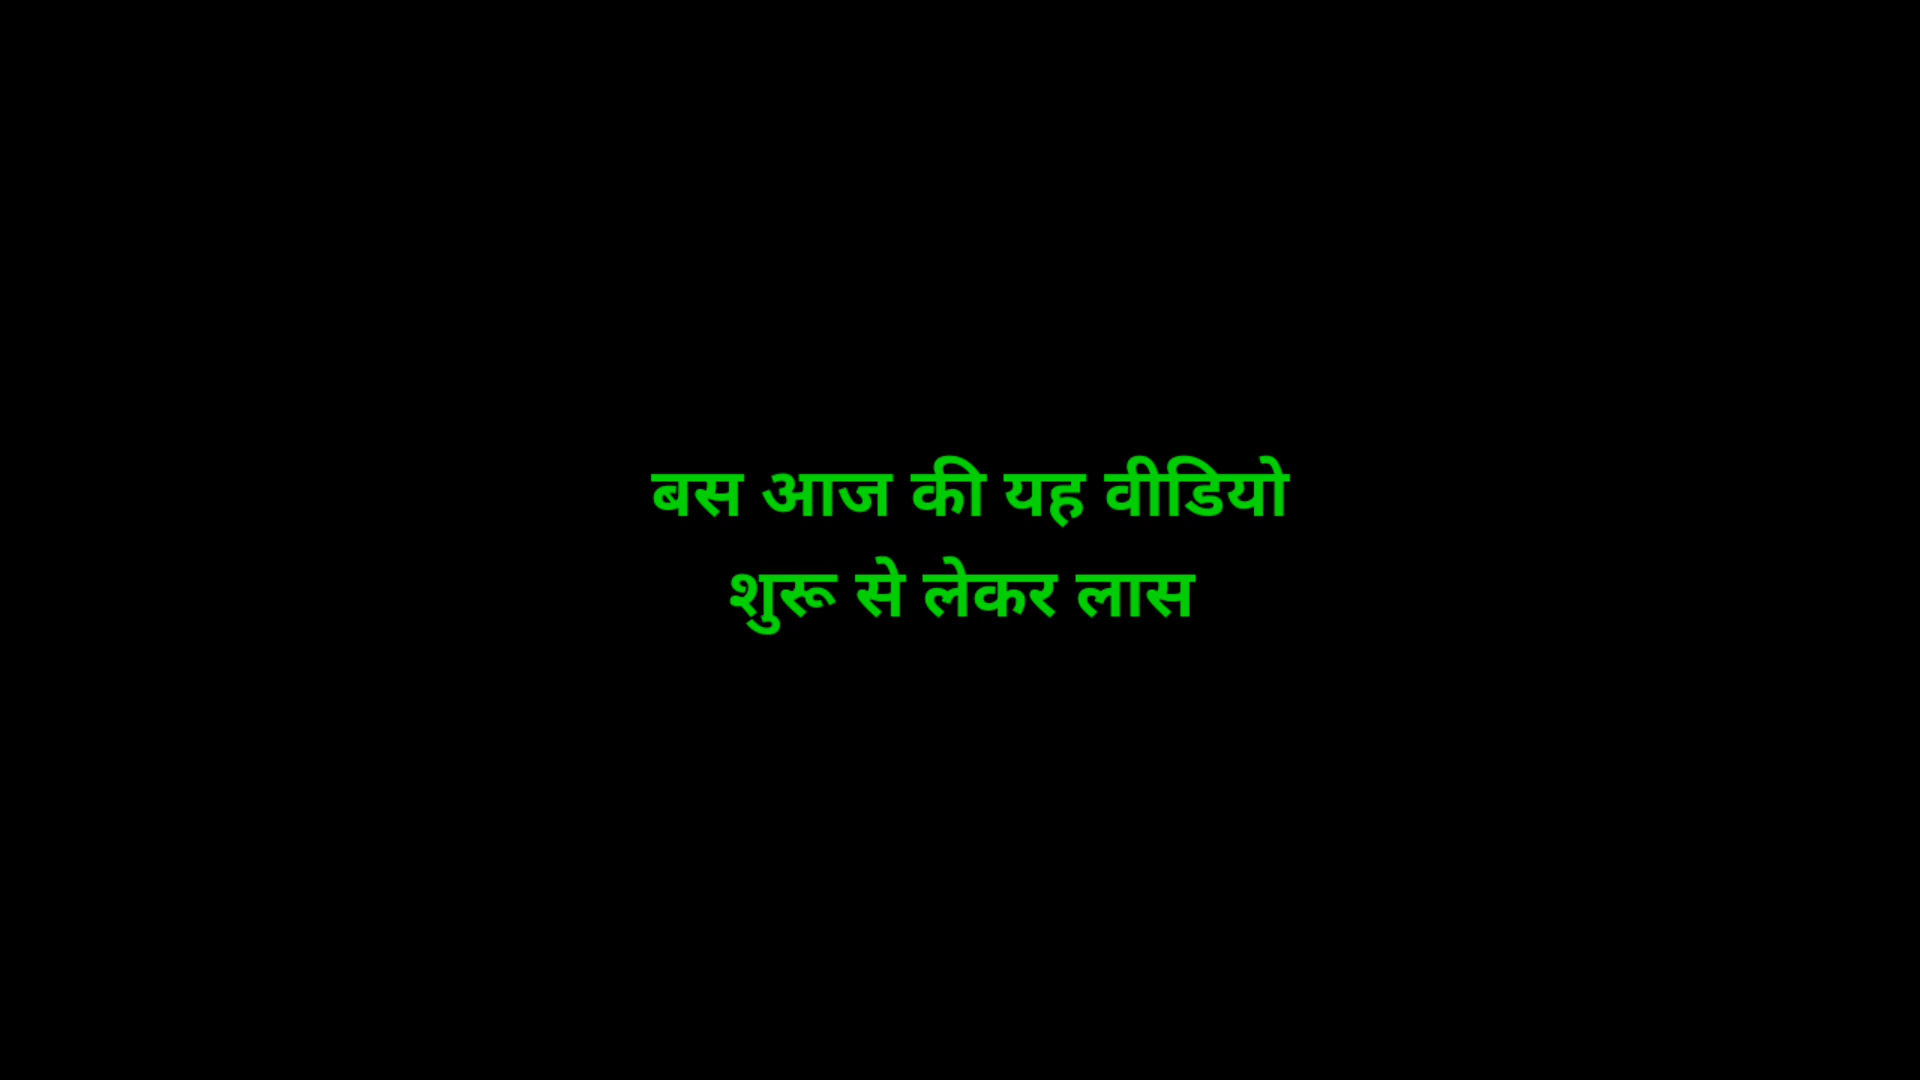 बस आज की यह वीडियो
शुरू से लेकर लास